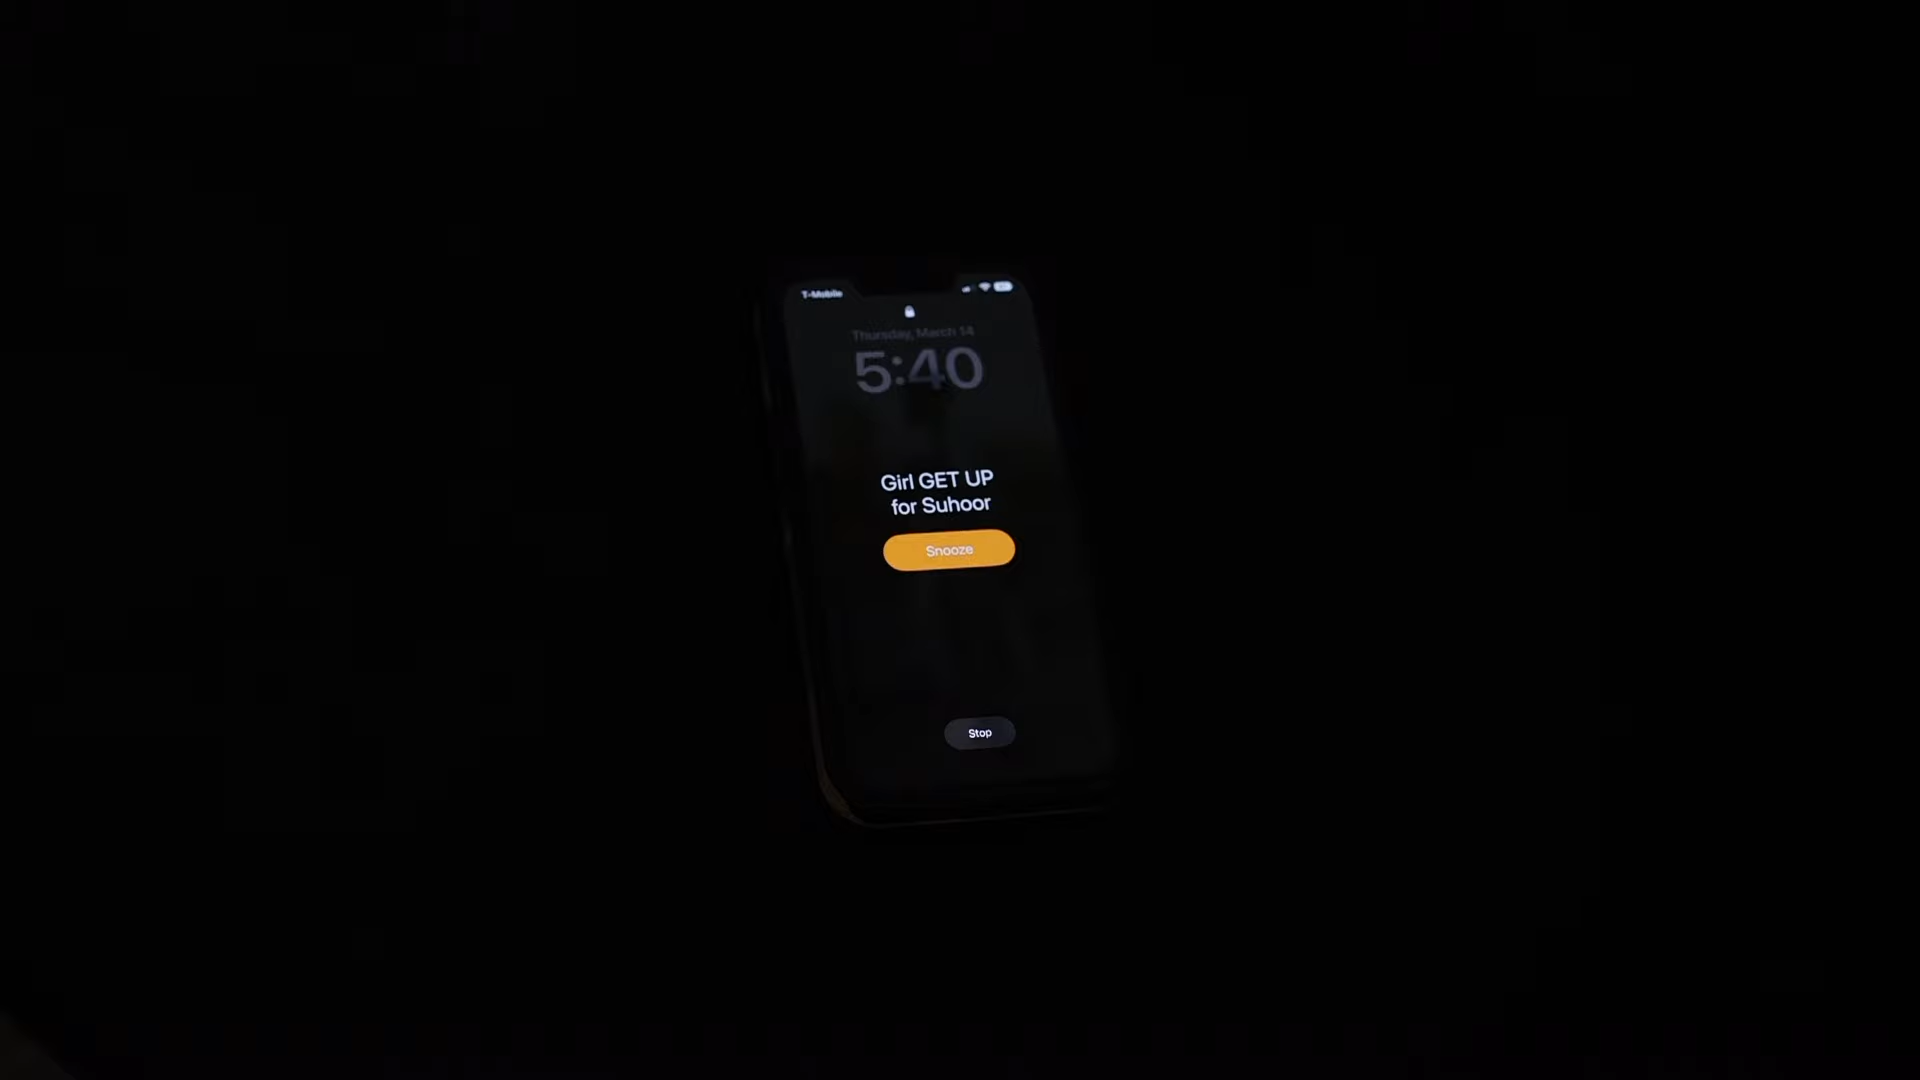 T-Mobile
Thursday, March 14
5:40
Girl GET UP
for Suhoor
Snooze
Stop